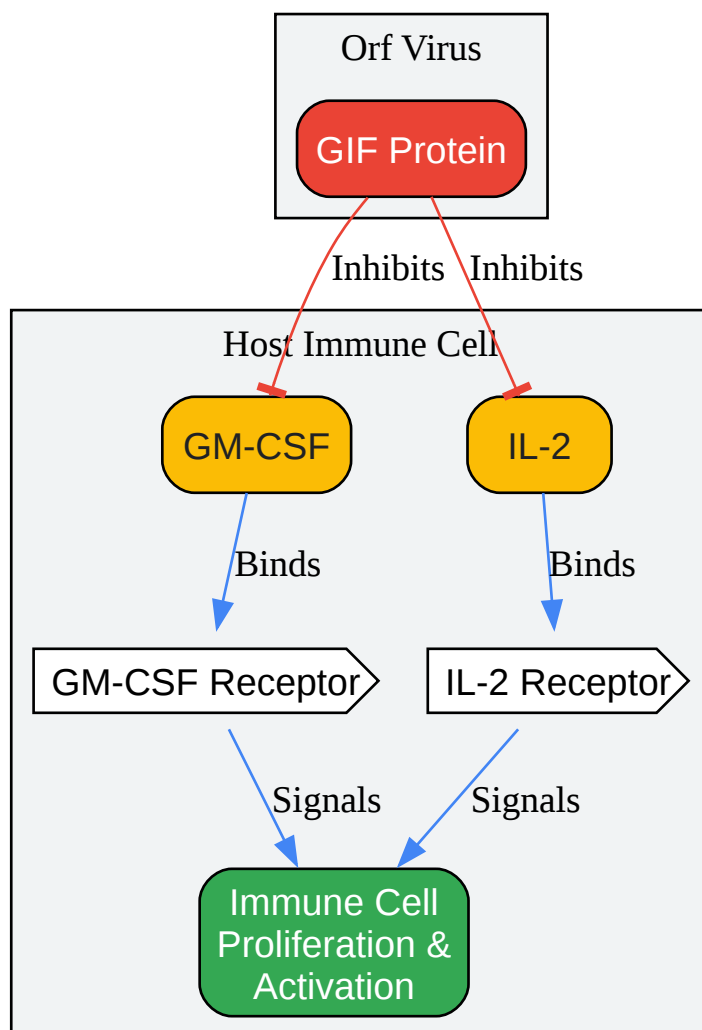 Orf Virus
GIF Protein
Inhibits
Inhibits
Host Immune Cell
GM-CSF
IL-2
Binds
Binds
GM-CSF Receptor
IL-2 Receptor
Signals
Signals
Immune Cell
Proliferation &
Activation